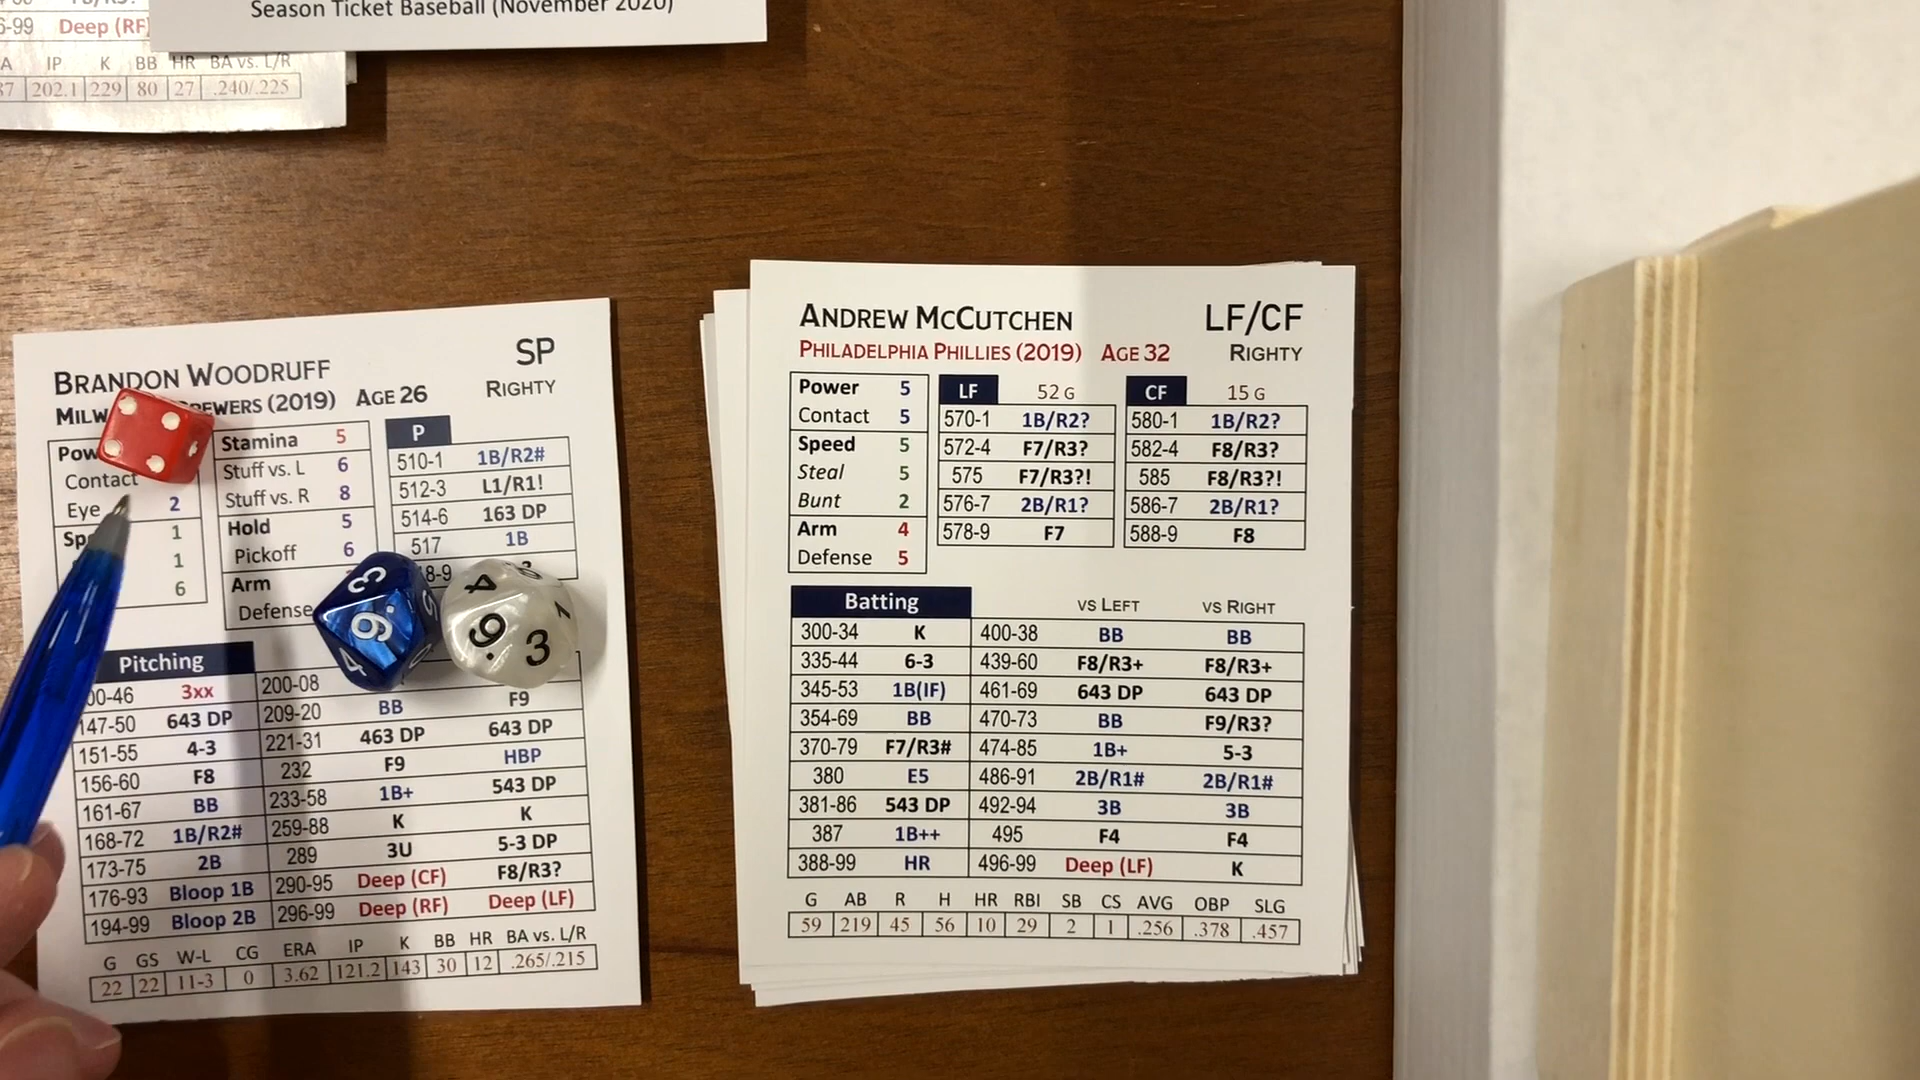 Season Ticket Baseball (November 2020)
6-99 Deep (RF)
IP K BB HR BA vs. L/R
202.1 229 80 27 .240/.225
BRANDON WOODRUFF SP
BREWERS (2019) AGE 26 RIGHTY
Contact
Eye 2
1
1
6
Stamina 5
Stuff vs. L 6
Stuff vs. R 8
Hold 5
Pickoff 6
Arm
Defense
P
510-1 1B/R2#
512-3 L1/R1!
514-6 163 DP
517 1B
3 6. 5 4
4 9. 3 1
Pitching
00-46 3xx
147-50 643 DP
151-55 4-3
156-60 F8
161-67 BB
168-72 1B/R2#
173-75 2B
176-93 Bloop 1B
194-99 Bloop 2B
200-08
209-20 BB F9
221-31 463 DP 643 DP
232 F9 HBP
233-58 1B+ 543 DP
259-88 K K
289 3U 5-3 DP
290-95 Deep (CF) F8/R3?
296-99 Deep (RF) Deep (LF)
G GS W-L CG ERA IP K BB HR BA vs. L/R
22 22 11-3 0 3.62 121.2 143 30 12 .265/.215
ANDREW MCCUTCHEN LF/CF
PHILADELPHIA PHILLIES (2019) AGE 32 RIGHTY
Power 5
Contact 5
Speed 5
Steal 5
Bunt 2
Arm 4
Defense 5
LF 52 G
570-1 1B/R2?
572-4 F7/R3?
575 F7/R3?!
576-7 2B/R1?
578-9 F7
CF 15 G
580-1 1B/R2?
582-4 F8/R3?
585 F8/R3?!
586-7 2B/R1?
588-9 F8
Batting VS LEFT VS RIGHT
300-34 K 400-38 BB BB
335-44 6-3 439-60 F8/R3+ F8/R3+
345-53 1B(IF) 461-69 643 DP 643 DP
354-69 BB 470-73 BB F9/R3?
370-79 F7/R3# 474-85 1B+ 5-3
380 E5 486-91 2B/R1# 2B/R1#
381-86 543 DP 492-94 3B 3B
387 1B++ 495 F4 F4
388-99 HR 496-99 Deep (LF) K
G AB R H HR RBI SB CS AVG OBP SLG
59 219 45 56 10 29 2 1 .256 .378 .457